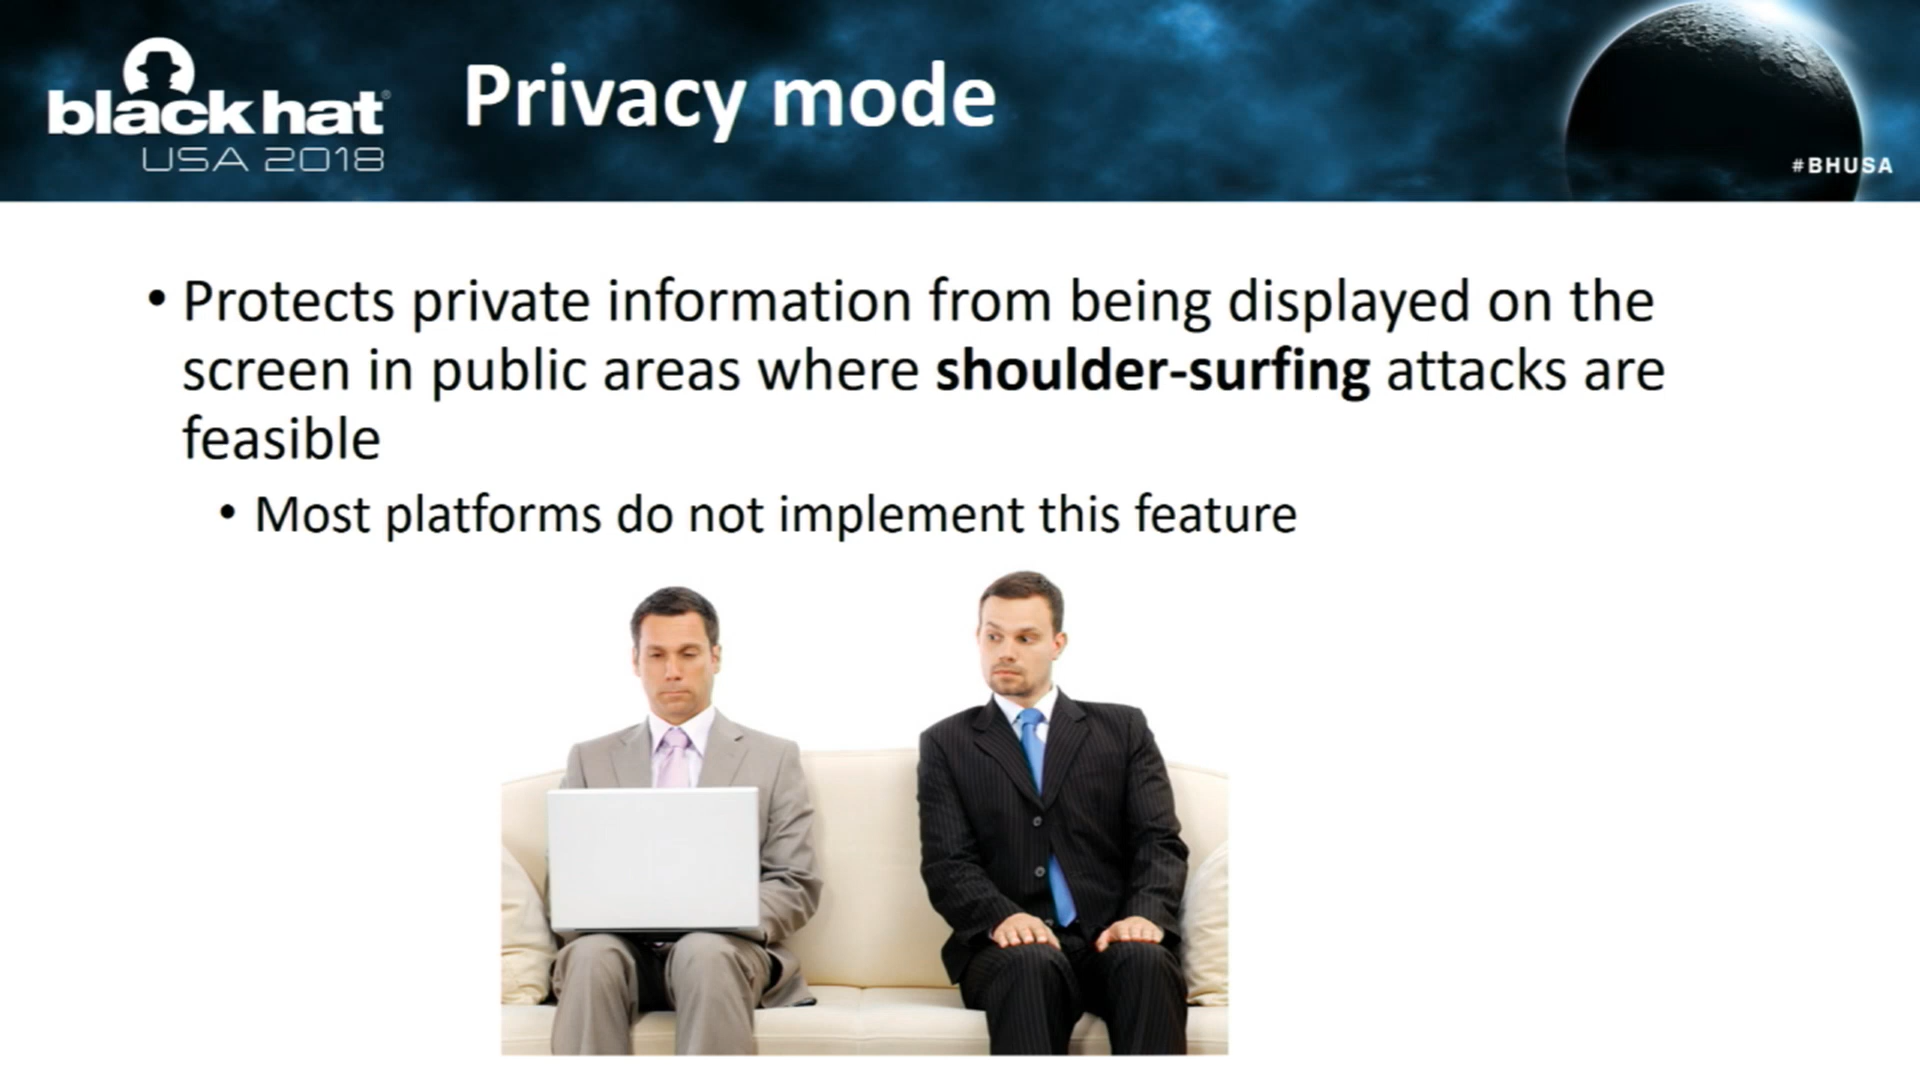 black hat®
USA 2018
Privacy mode
#BHUSA
• Protects private information from being displayed on the
screen in public areas where shoulder-surfing attacks are
feasible
• Most platforms do not implement this feature